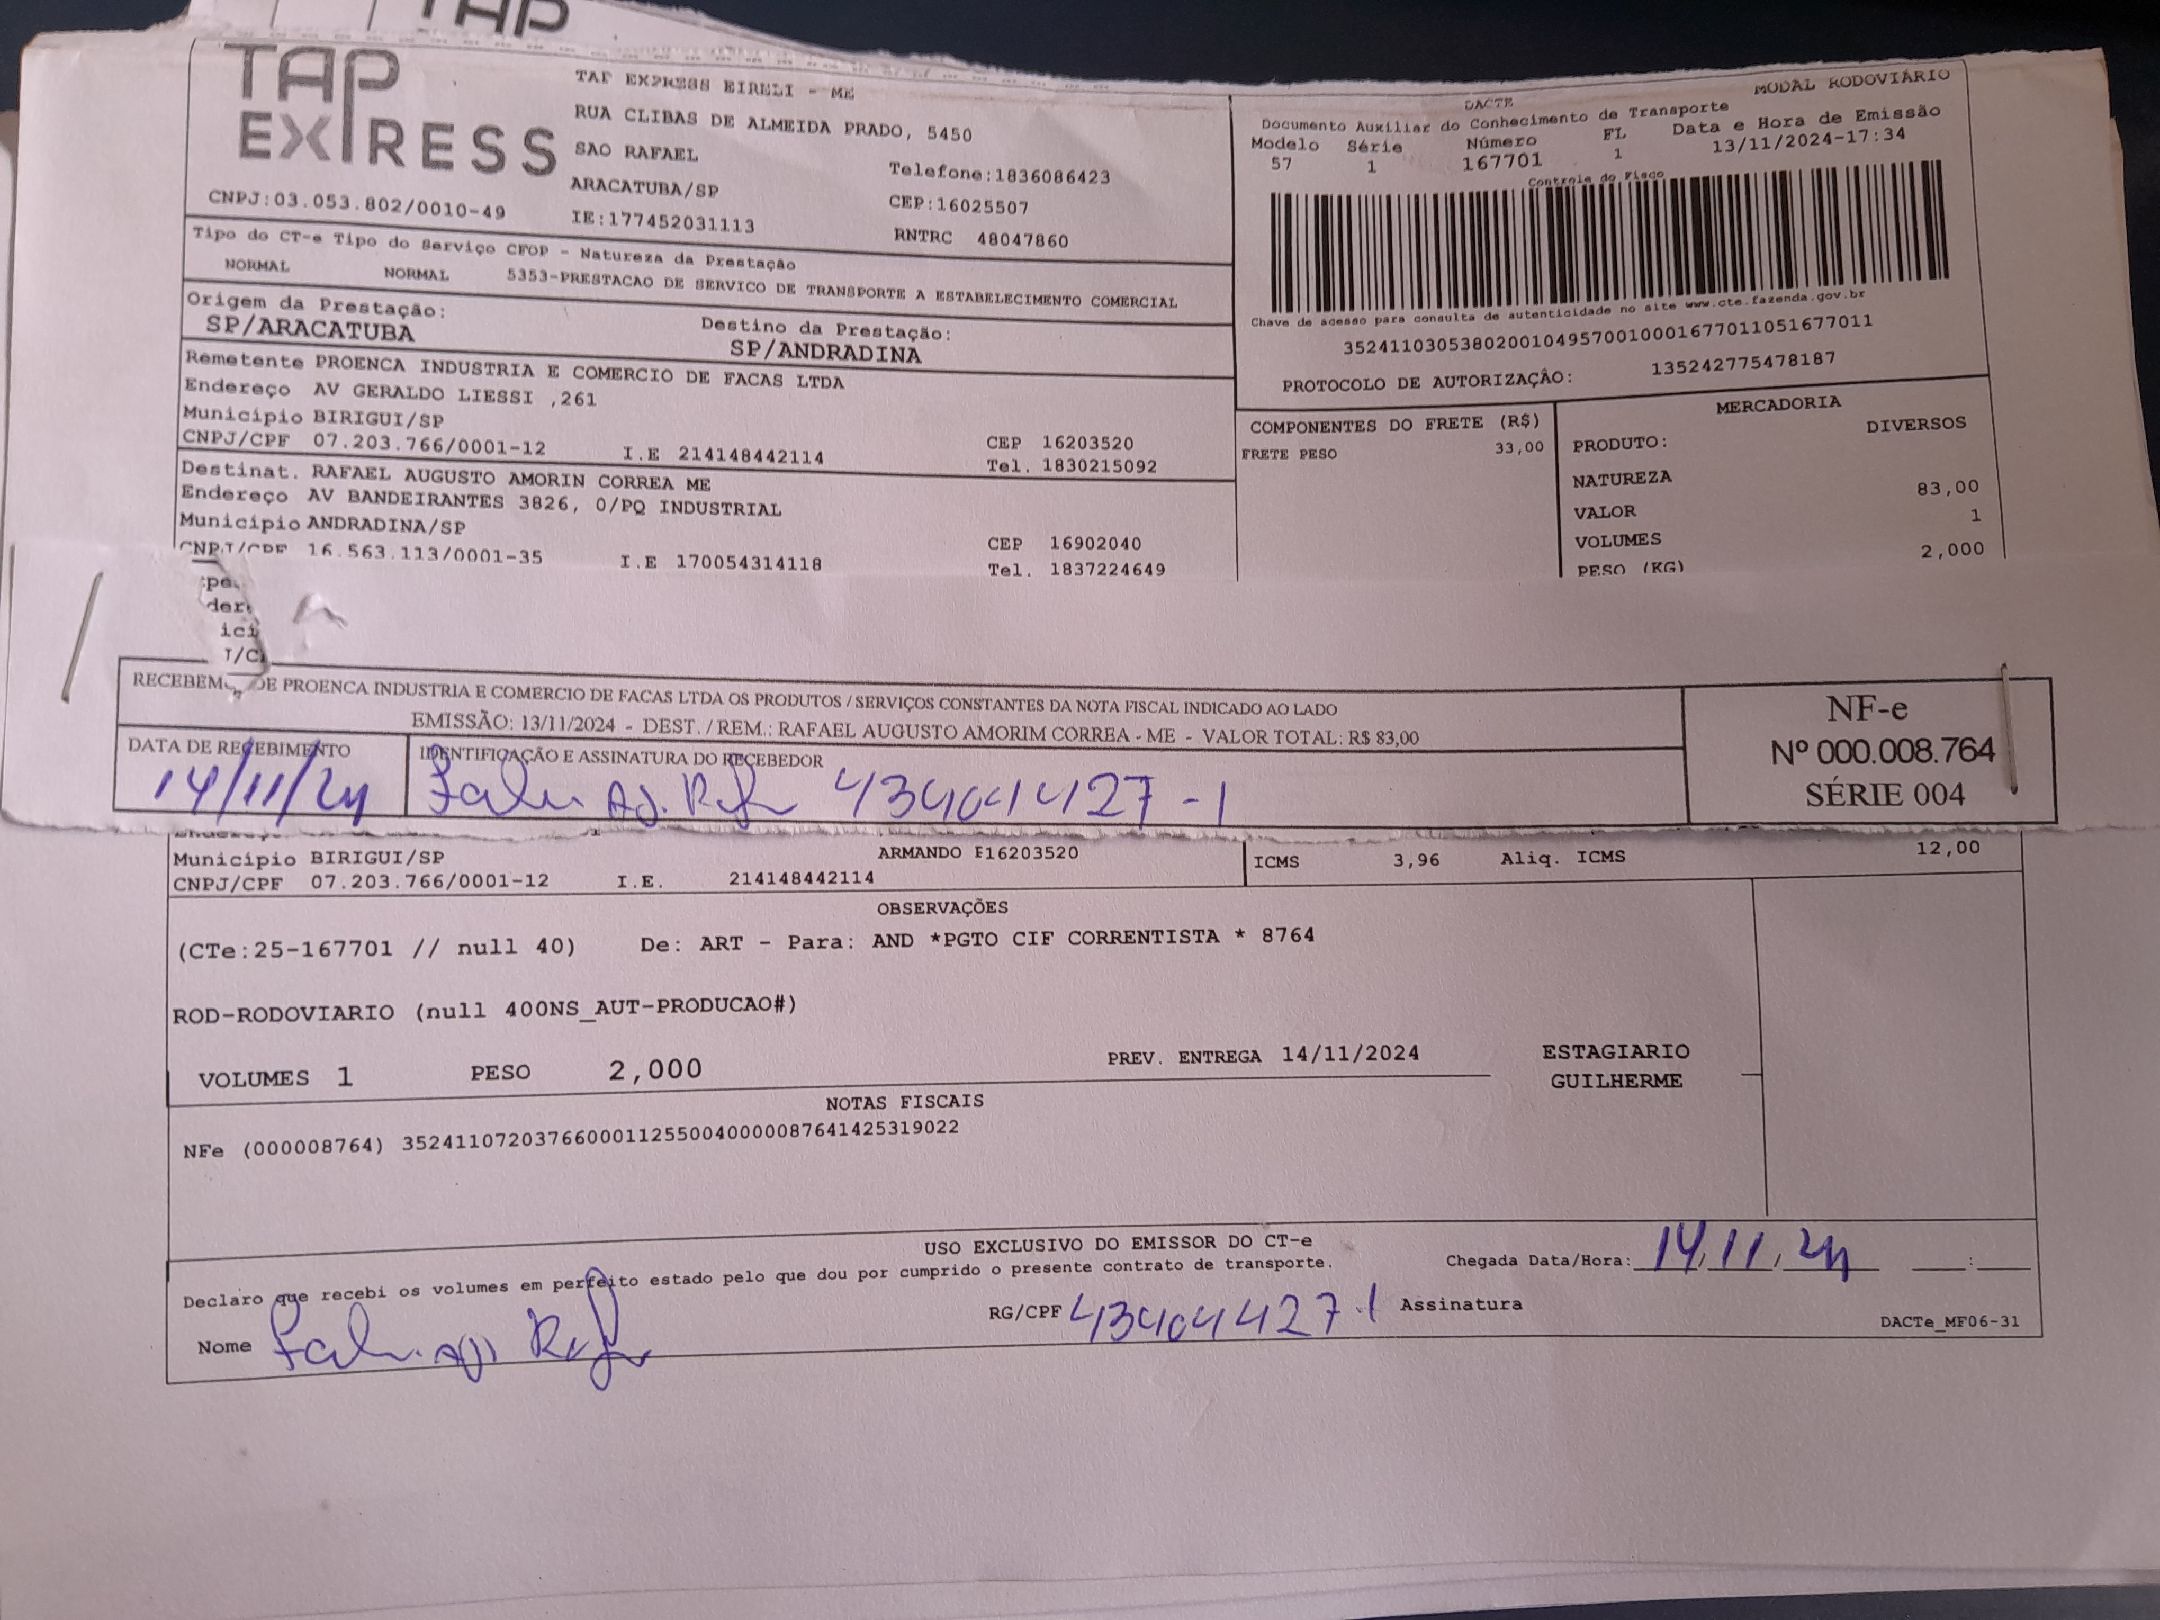 TAP
TAP
EXPRESS
TAP EXPRESS EIRELI - ME
RUA CLIBAS DE ALMEIDA PRADO, 5450
SAO RAFAEL
Telefone:1836086423
ARACATUBA/SP
CEP:16025507
CNPJ:03.053.802/0010-49
IE:177452031113
RNTRC 48047860
MODAL RODOVIÁRIO
DACTE
Documento Auxiliar do Conhecimento de Transporte
Modelo Série Número FL Data e Hora de Emissão
57 1 167701 1 13/11/2024-17:34
Controle do Fisco
Chave de acesso para consulta de autenticidade no site www.cte.fazenda.gov.br
35241103053802001049570010001677011051677011
PROTOCOLO DE AUTORIZAÇÃO: 135242775478187
Tipo do CT-e Tipo do Serviço CFOP - Natureza da Prestação
NORMAL NORMAL 5353-PRESTACAO DE SERVICO DE TRANSPORTE A ESTABELECIMENTO COMERCIAL
Origem da Prestação: Destino da Prestação:
SP/ARACATUBA SP/ANDRADINA
Remetente PROENCA INDUSTRIA E COMERCIO DE FACAS LTDA
Endereço AV GERALDO LIESSI ,261
Município BIRIGUI/SP CEP 16203520
CNPJ/CPF 07.203.766/0001-12 I.E 214148442114 Tel. 1830215092
Destinat. RAFAEL AUGUSTO AMORIN CORREA ME
Endereço AV BANDEIRANTES 3826, 0/PQ INDUSTRIAL
Município ANDRADINA/SP CEP 16902040
CNPJ/CPF 16.563.113/0001-35 I.E 170054314118 Tel. 1837224649
COMPONENTES DO FRETE (R$)
FRETE PESO 33,00
MERCADORIA
PRODUTO: DIVERSOS
NATUREZA
VALOR 83,00
VOLUMES 1
PESO (KG) 2,000
RECEBEMOS DE PROENCA INDUSTRIA E COMERCIO DE FACAS LTDA OS PRODUTOS / SERVIÇOS CONSTANTES DA NOTA FISCAL INDICADO AO LADO
EMISSÃO: 13/11/2024 - DEST. / REM.: RAFAEL AUGUSTO AMORIM CORREA - ME - VALOR TOTAL: R$ 83,00
DATA DE RECEBIMENTO IDENTIFICAÇÃO E ASSINATURA DO RECEBEDOR
14/11/24 43404427-1
NF-e
Nº 000.008.764
SÉRIE 004
Município BIRIGUI/SP ARMANDO E16203520
CNPJ/CPF 07.203.766/0001-12 I.E. 214148442114
ICMS 3,96 Aliq. ICMS 12,00
OBSERVAÇÕES
(CTe:25-167701 // null 40) De: ART - Para: AND *PGTO CIF CORRENTISTA * 8764
ROD-RODOVIARIO (null 400NS_AUT-PRODUCAO#)
VOLUMES 1 PESO 2,000 PREV. ENTREGA 14/11/2024
ESTAGIARIO
GUILHERME
NOTAS FISCAIS
NFe (000008764) 35241107203766000112550040000087641425319022
USO EXCLUSIVO DO EMISSOR DO CT-e
Declaro que recebi os volumes em perfeito estado pelo que dou por cumprido o presente contrato de transporte.
Chegada Data/Hora: 14,11,24 :
Nome RG/CPF 43404427-1 Assinatura
DACTe_MF06-31